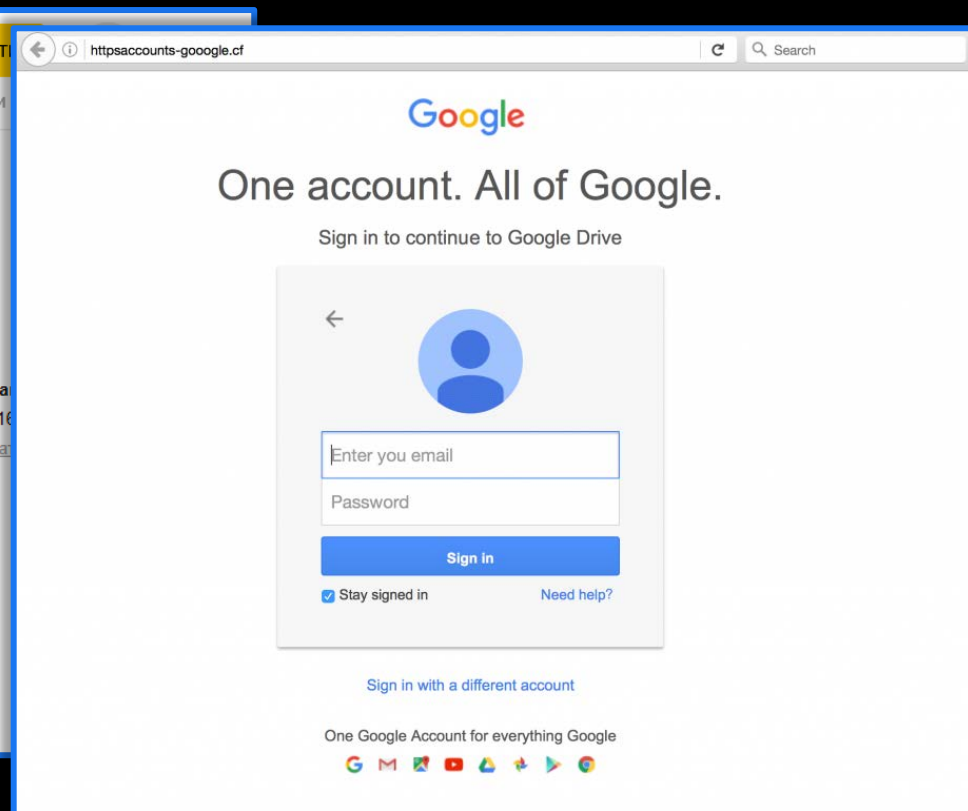 httpsaccounts-gooogle.cf
Search
Google
One account. All of Google.
Sign in to continue to Google Drive
Enter you email
Password
Sign in
Stay signed in
Need help?
Sign in with a different account
One Google Account for everything Google